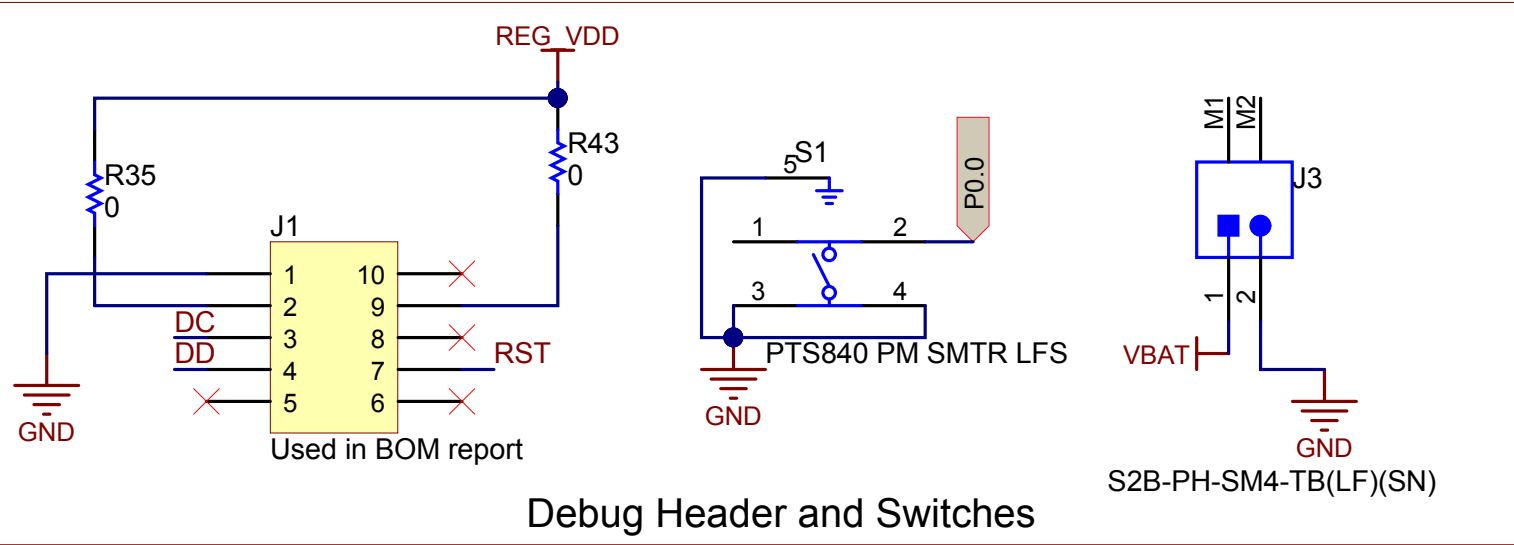 REG_VDD
R35
0
R43
0
J1
1
2
3
4
5
10
9
8
7
6
DC
DD
RST
GND
Used in BOM report
5
S1
1
2
3
4
P0.0
PTS840 PM SMTR LFS
GND
M1
M2
J3
1
2
VBAT
GND
S2B-PH-SM4-TB(LF)(SN)
Debug Header and Switches